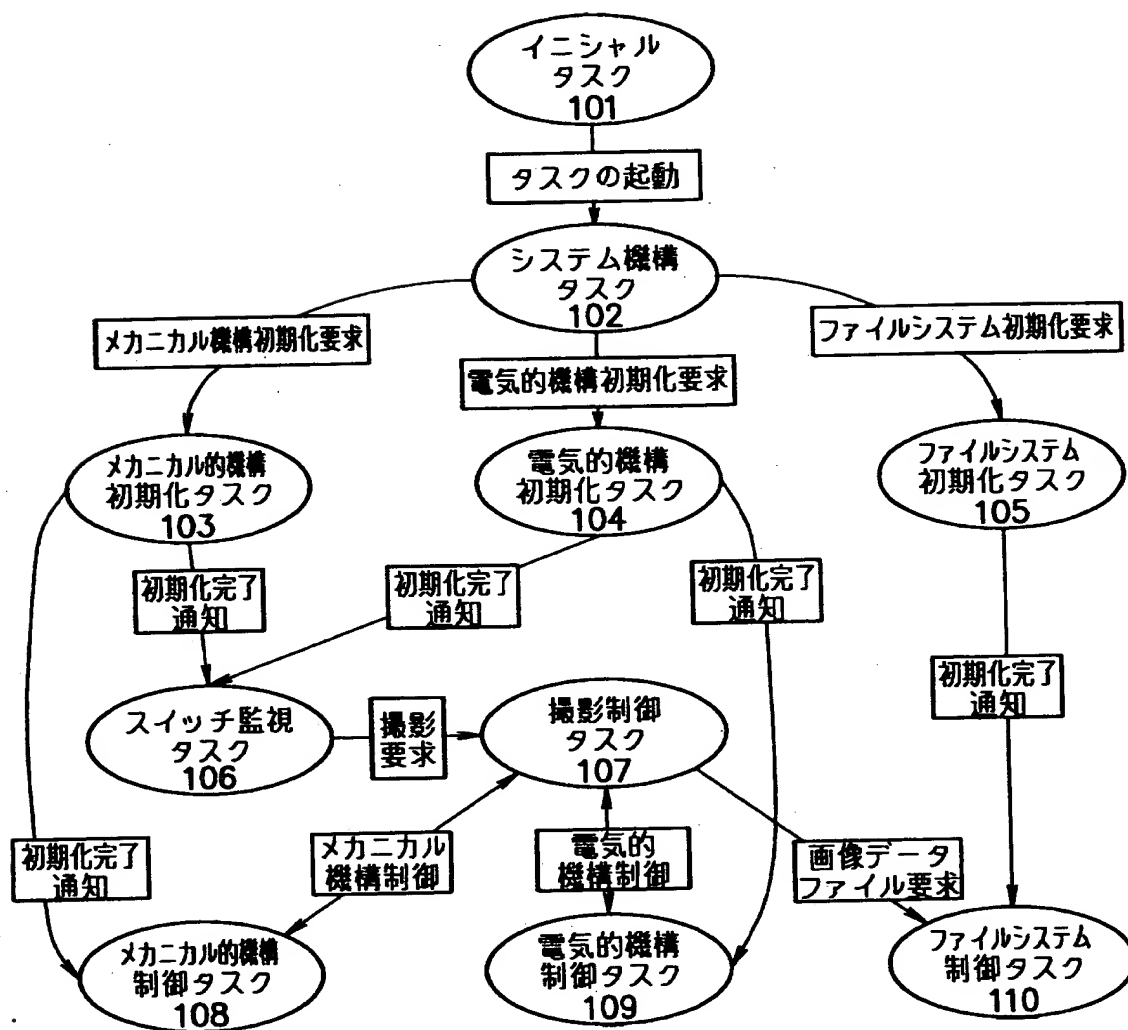 イニシャル
タスク
101
タスクの起動
システム機構
タスク
102
メカニカル機構初期化要求
電気的機構初期化要求
ファイルシステム初期化要求
メカニカル的機構
初期化タスク
103
電気的機構
初期化タスク
104
ファイルシステム
初期化タスク
105
初期化完了
通知
初期化完了
通知
初期化完了
通知
初期化完了
通知
スイッチ監視
タスク
106
撮影
要求
撮影制御
タスク
107
初期化完了
通知
メカニカル
機構制御
電気的
機構制御
画像データ
ファイル要求
メカニカル的機構
制御タスク
108
電気的機構
制御タスク
109
ファイルシステム
制御タスク
110